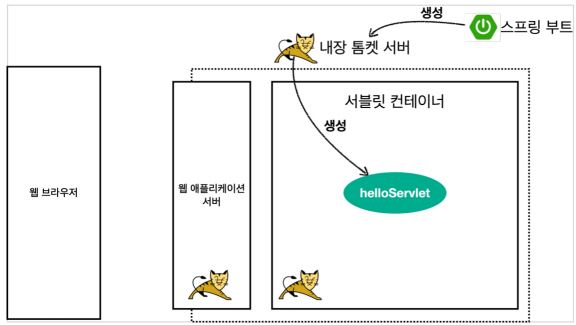 생성
스프링 부트
내장 톰켓 서버
서블릿 컨테이너
생성
웹 브라우저
웹 애플리케이션
서버
helloServlet